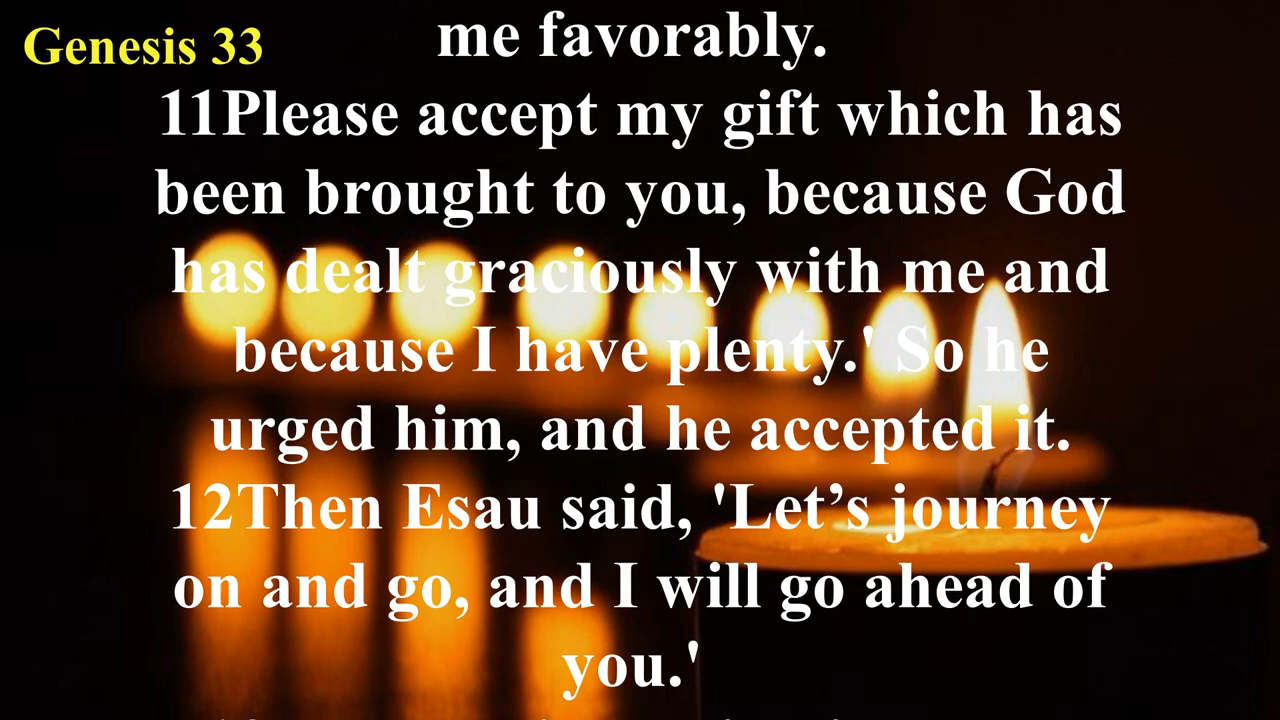 Genesis 33
me favorably.
11Please accept my gift which has
been brought to you, because God
has dealt graciously with me and
because I have plenty.' So he
urged him, and he accepted it.
12Then Esau said, 'Let’s journey
on and go, and I will go ahead of
you.'